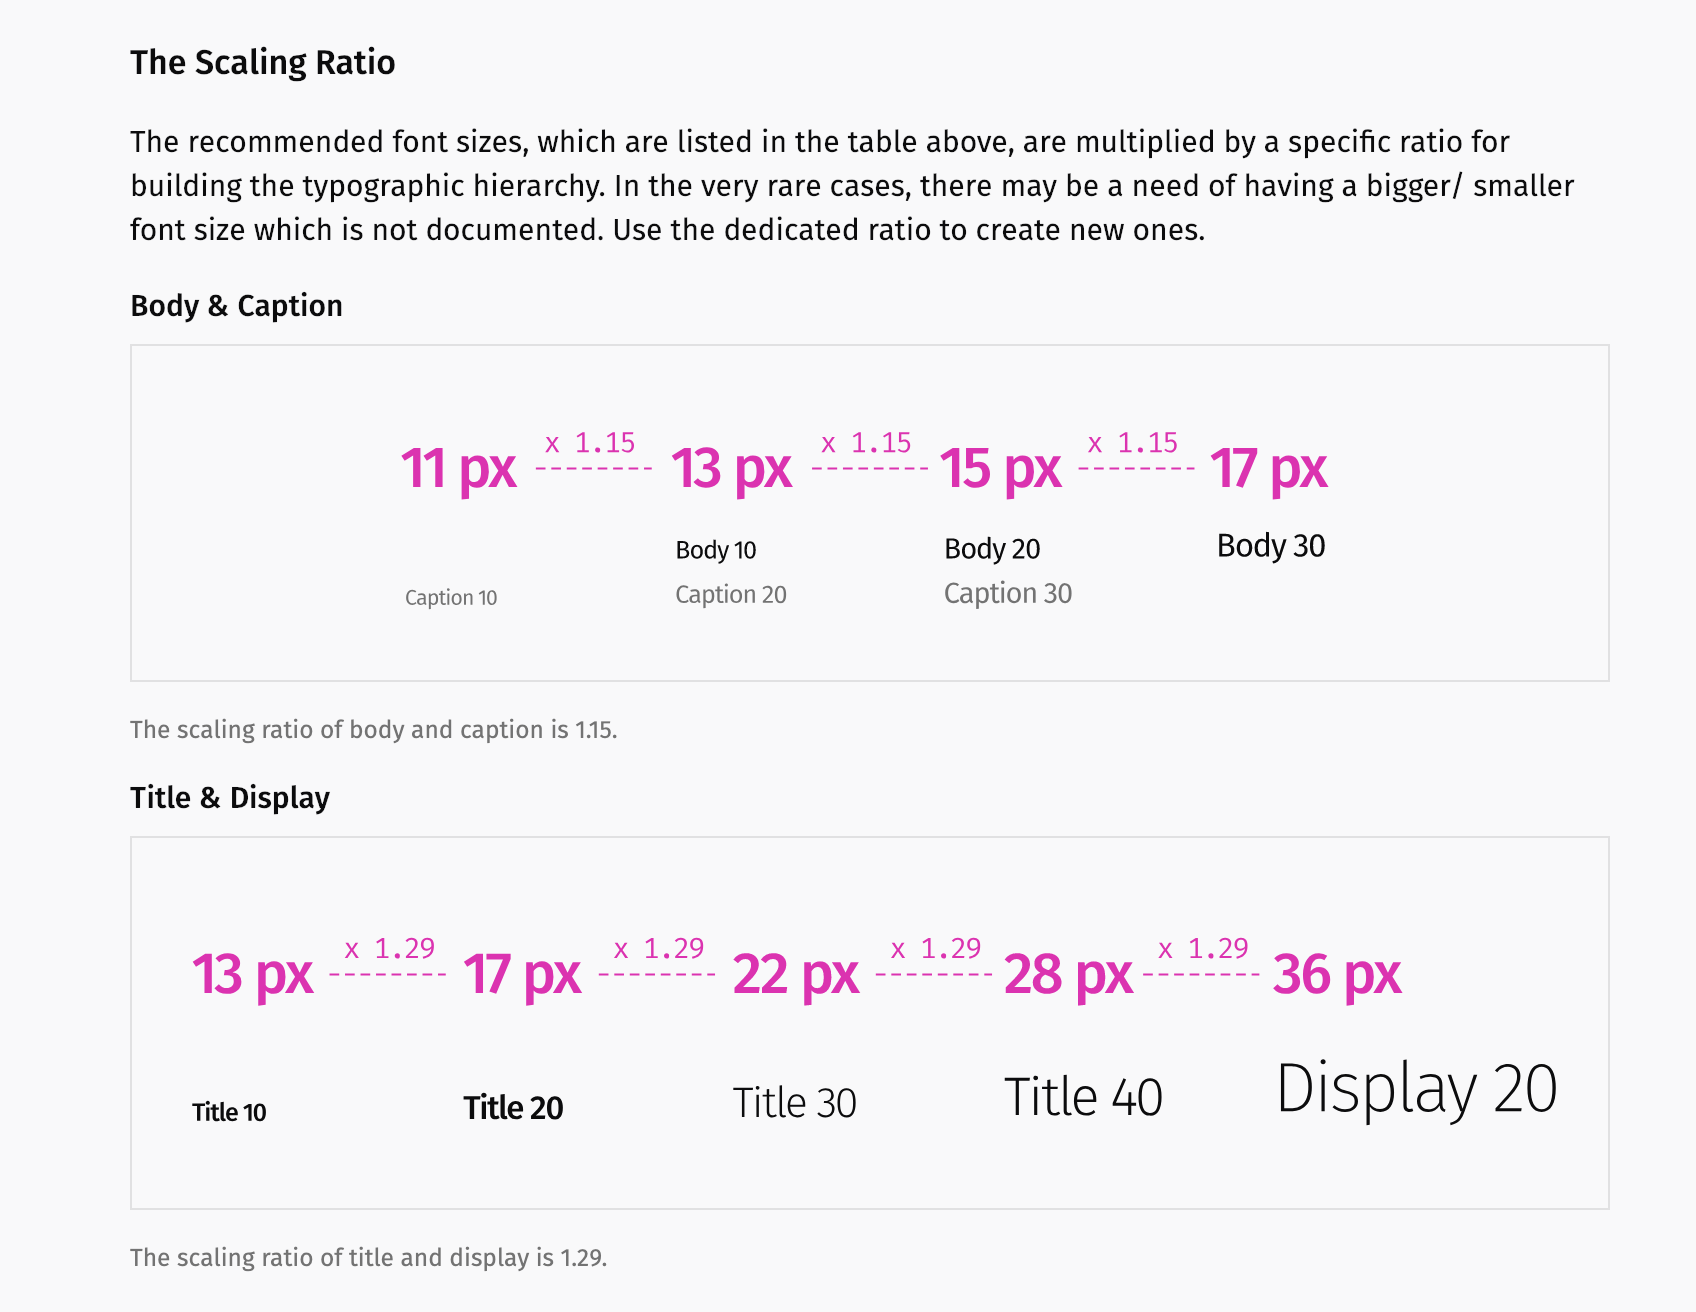 The Scaling Ratio
The recommended font sizes, which are listed in the table above, are multiplied by a specific ratio for
building the typographic hierarchy. In the very rare cases, there may be a need of having a bigger/ smaller
font size which is not documented. Use the dedicated ratio to create new ones.
Body & Caption
11 px x 1.15 13 px x 1.15 15 px x 1.15 17 px
Body 10 Body 20 Body 30
Caption 10 Caption 20 Caption 30
The scaling ratio of body and caption is 1.15.
Title & Display
13 px x 1.29 17 px x 1.29 22 px x 1.29 28 px x 1.29 36 px
Title 10 Title 20 Title 30 Title 40 Display 20
The scaling ratio of title and display is 1.29.